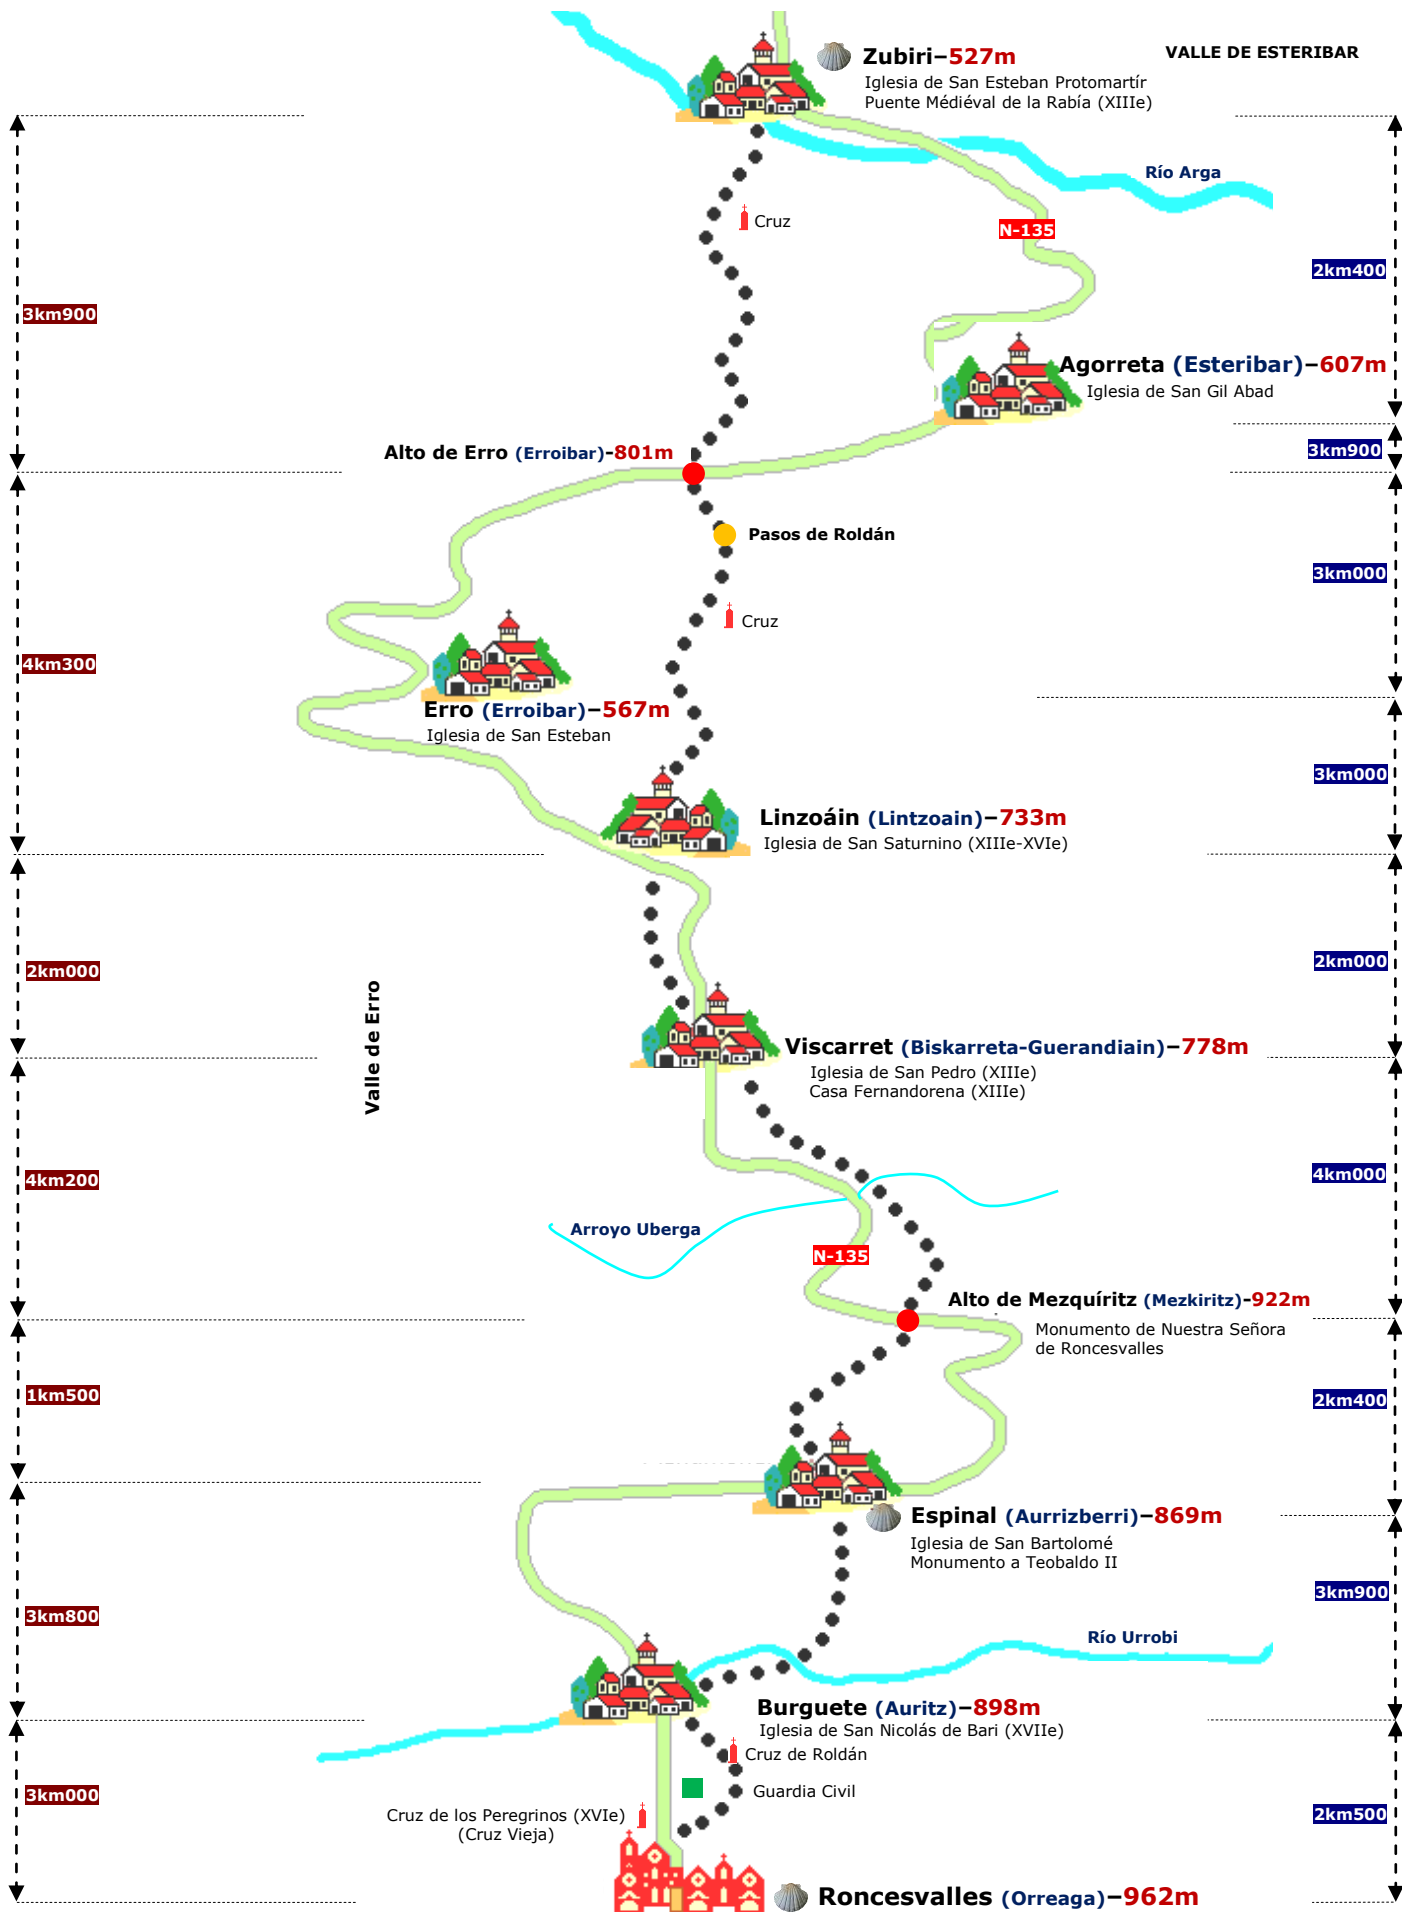 Zubiri–527m
VALLE DE ESTERIBAR
Iglesia de San Esteban Protomartír
Puente Médiéval de la Rabía (XIIIe)
Río Arga
Cruz
N-135
2km400
3km900
Agorreta (Esteribar)–607m
Iglesia de San Gil Abad
Alto de Erro (Erroibar)-801m
3km900
Pasos de Roldán
3km000
Cruz
4km300
Erro (Erroibar)–567m
Iglesia de San Esteban
3km000
Linzoáin (Lintzoain)–733m
Iglesia de San Saturnino (XIIIe-XVIe)
2km000
2km000
Valle de Erro
Viscarret (Biskarreta-Guerandiain)–778m
Iglesia de San Pedro (XIIIe)
Casa Fernandorena (XIIIe)
4km200
4km000
Arroyo Uberga
N-135
Alto de Mezquíritz (Mezkiritz)-922m
Monumento de Nuestra Señora
de Roncesvalles
1km500
2km400
Espinal (Aurrizberri)–869m
Iglesia de San Bartolomé
Monumento a Teobaldo II
3km900
3km800
Río Urrobi
Burguete (Auritz)–898m
Iglesia de San Nicolás de Bari (XVIIe)
Cruz de Roldán
Guardia Civil
3km000
Cruz de los Peregrinos (XVIe)
(Cruz Vieja)
2km500
Roncesvalles (Orreaga)–962m